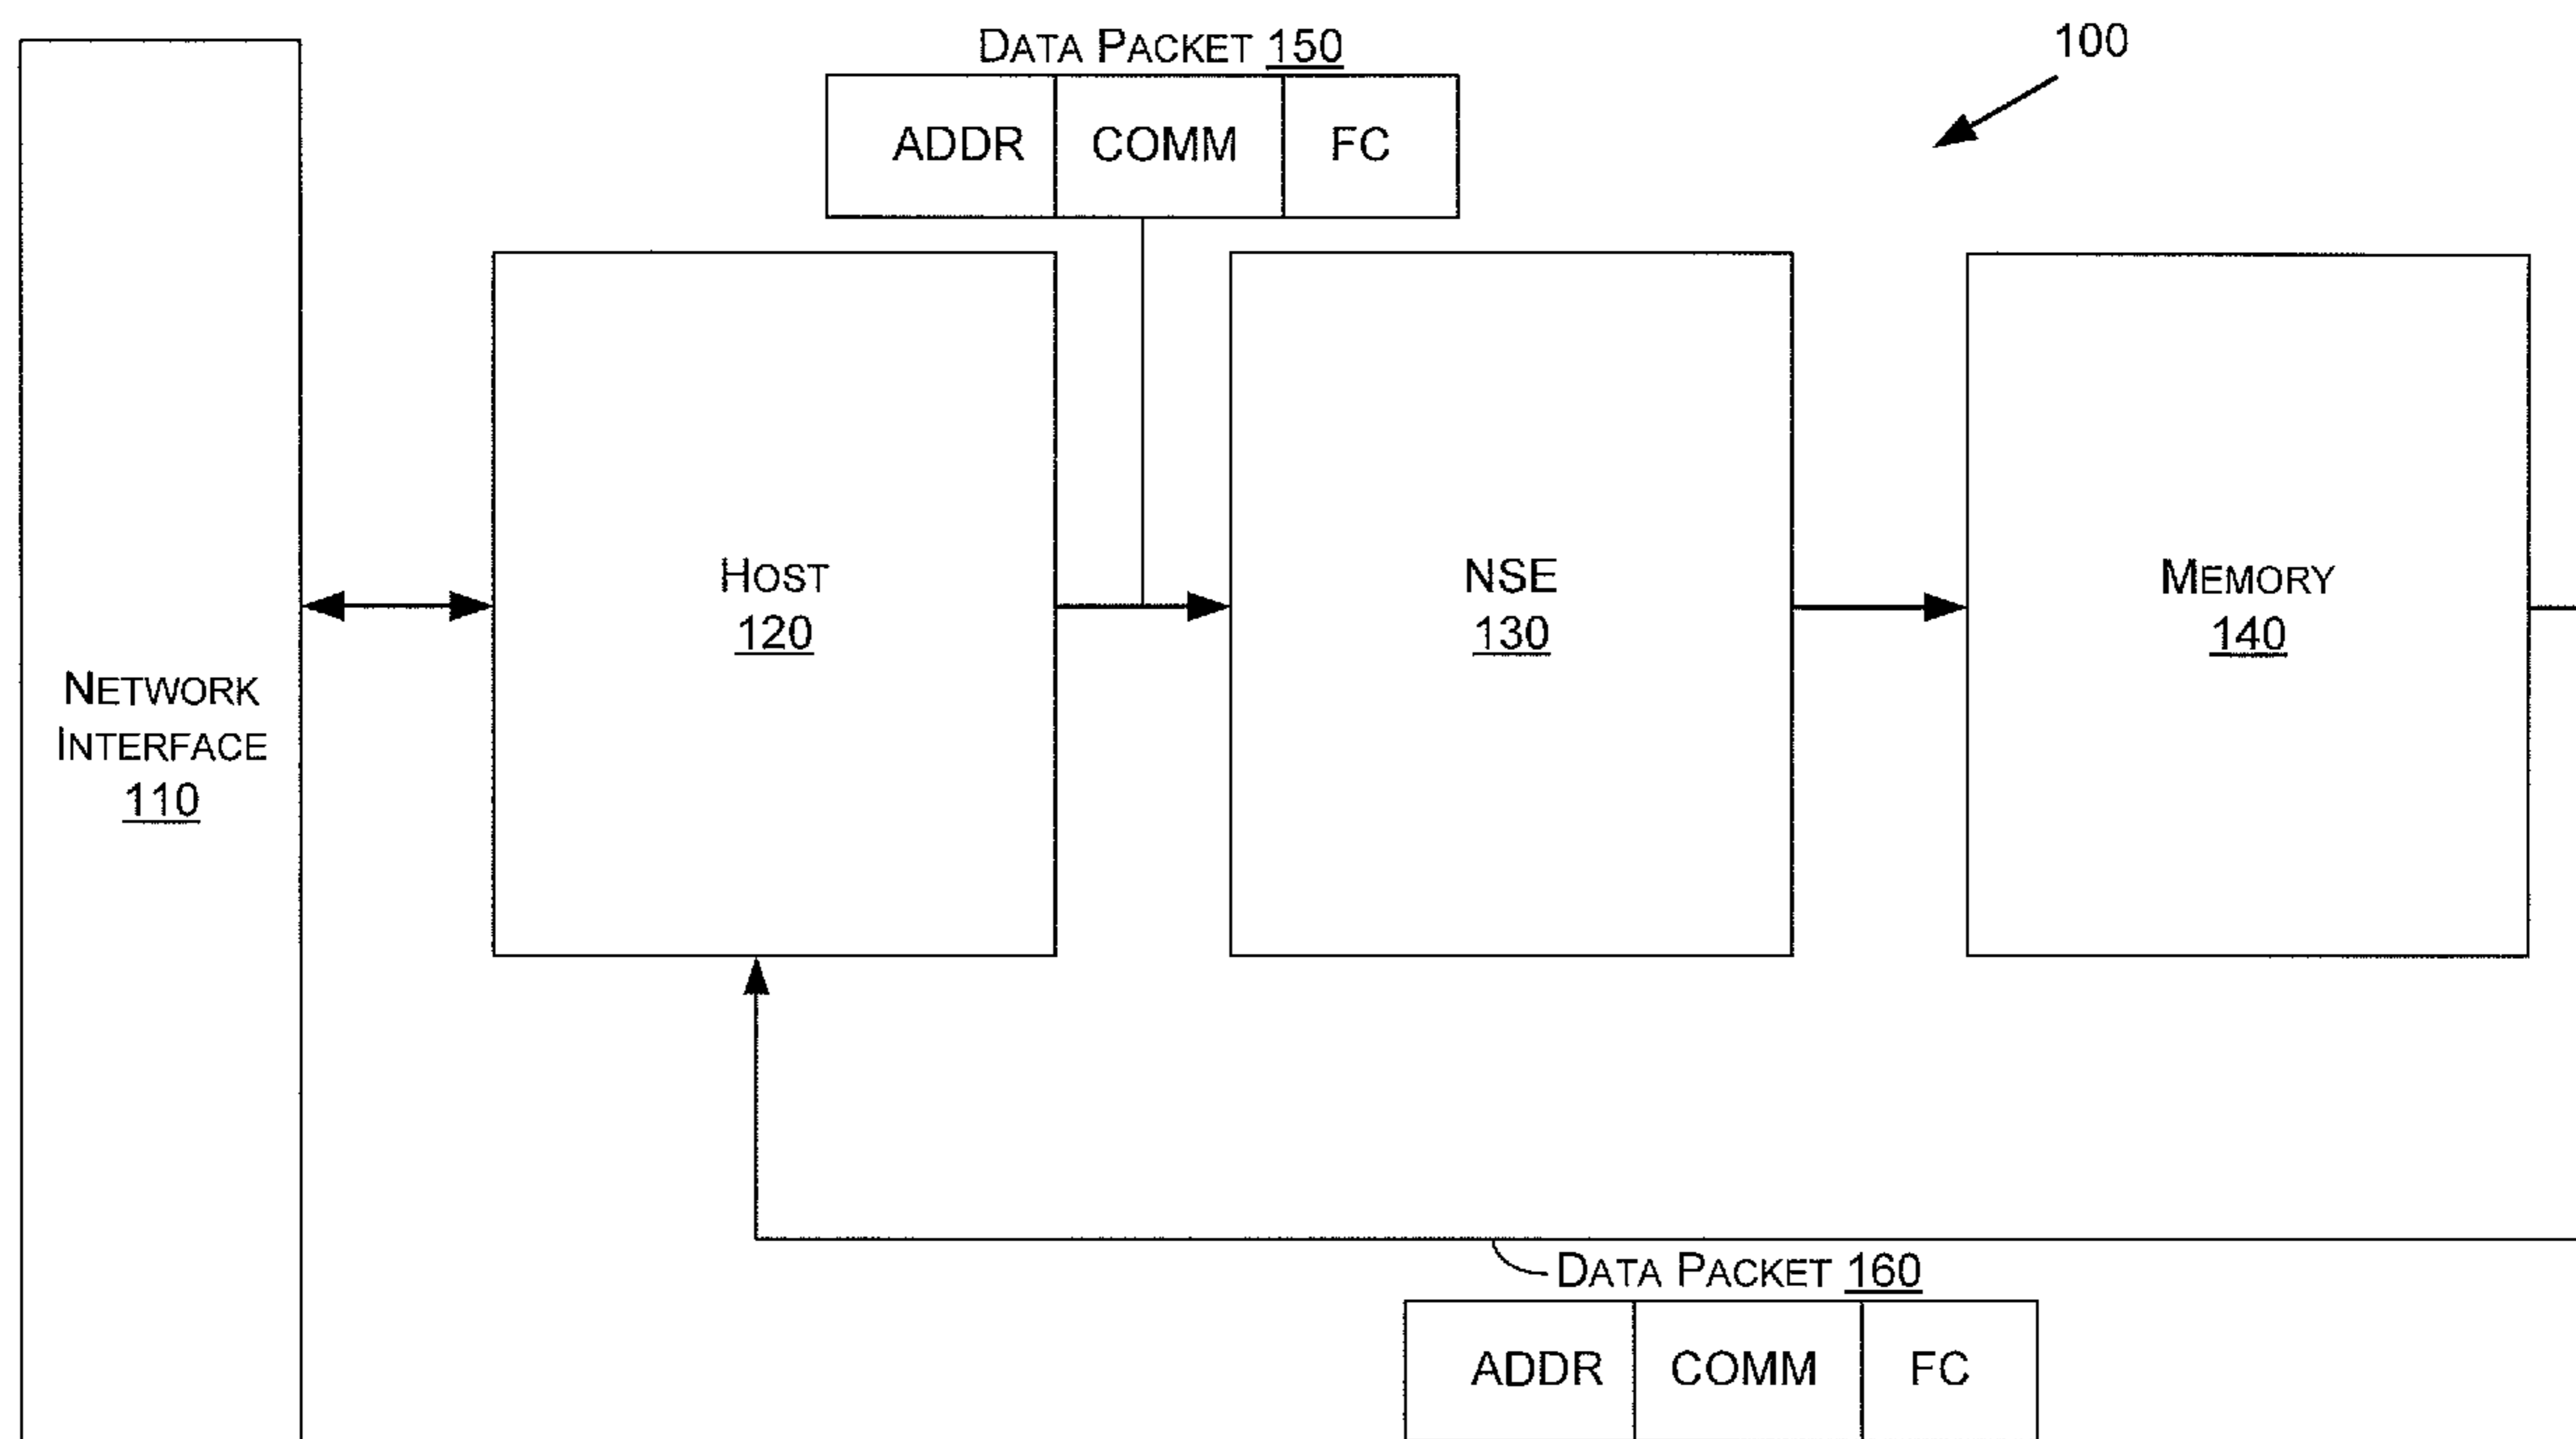 DATA PACKET 150
100
ADDR COMM FC
HOST
120
NSE
130
MEMORY
140
NETWORK
INTERFACE
110
DATA PACKET 160
ADDR COMM FC